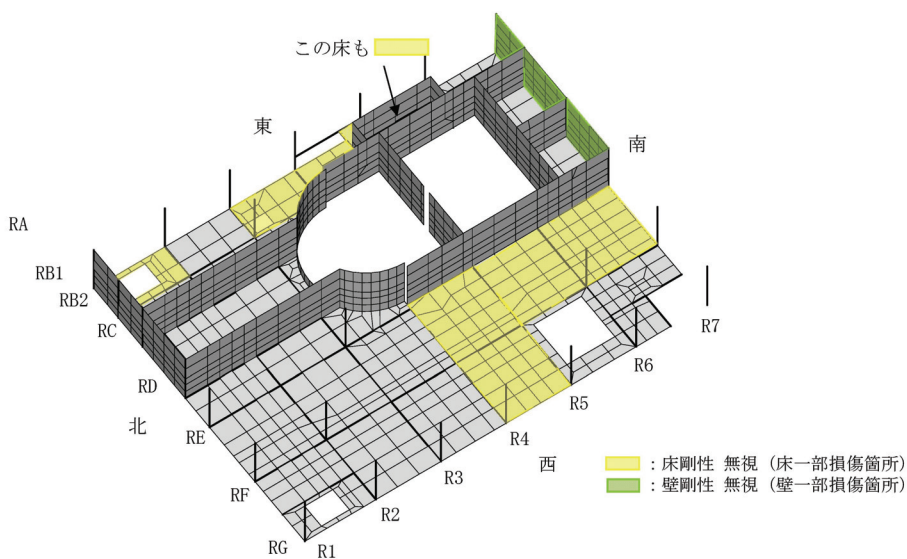 この床も
東
南
RA
RB1
RB2
RC
RD
北
RE
RF
RG
R1
R2
R3
R4
R5
R6
R7
西
：床剛性 無視（床一部損傷箇所）
：壁剛性 無視（壁一部損傷箇所）